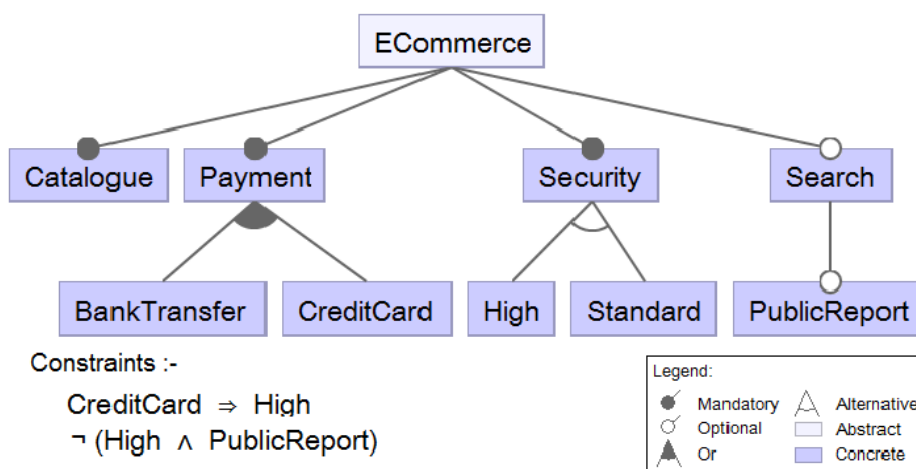 ECommerce
Catalogue Payment Security Search
BankTransfer CreditCard High Standard PublicReport
Constraints :-
CreditCard ⇒ High
¬ (High ∧ PublicReport)
Legend:
Mandatory Alternative
Optional Abstract
Or Concrete